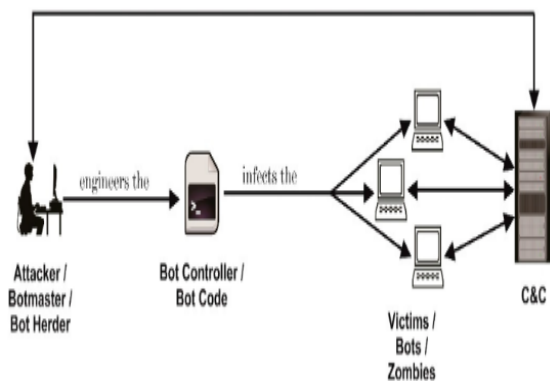 engineers the
infects the
Attacker /
Botmaster /
Bot Herder
Bot Controller /
Bot Code
Victims /
Bots /
Zombies
C&C